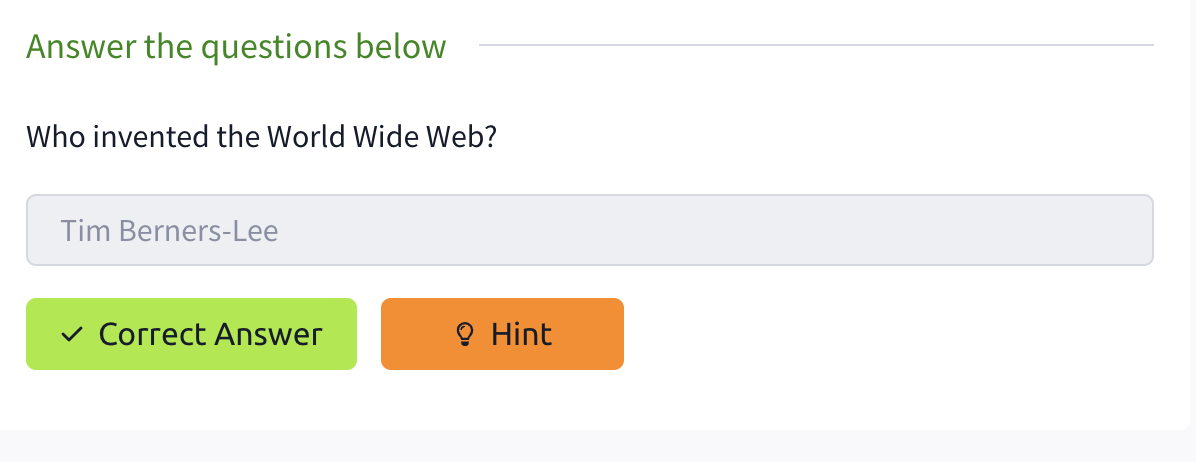 Answer the questions below
Who invented the World Wide Web?
Tim Berners-Lee
Correct Answer
Hint